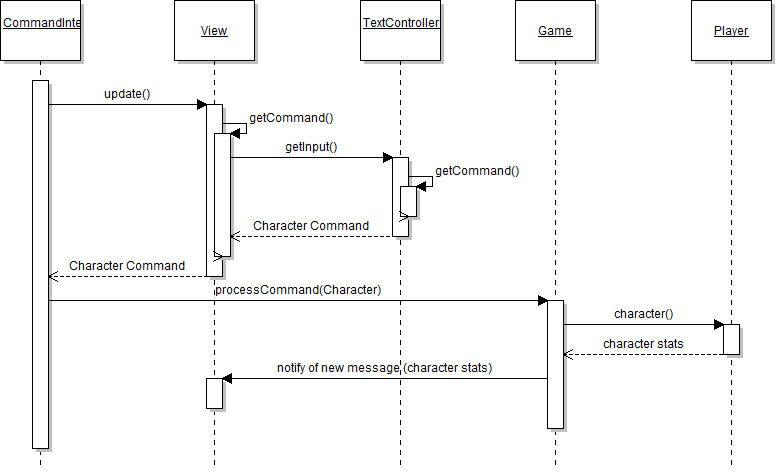 CommandInte
View
TextController
Game
Player
update()
getCommand()
getInput()
getCommand()
Character Command
Character Command
processCommand(Character)
character()
character stats
notify of new message (character stats)